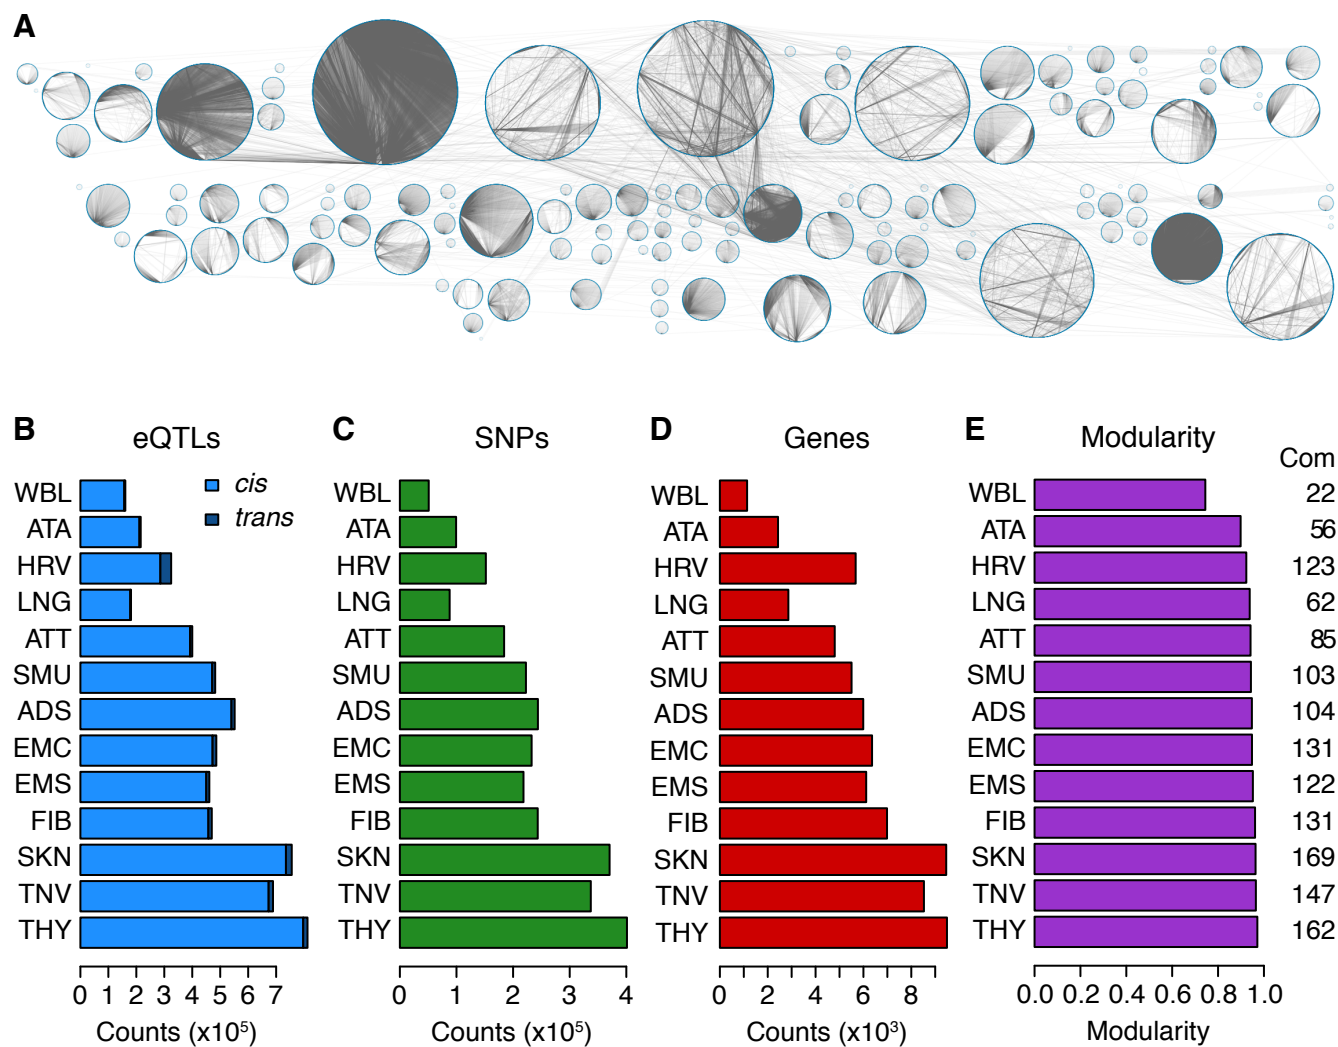 A
B eQTLs
cis
trans
WBL
ATA
HRV
LNG
ATT
SMU
ADS
EMC
EMS
FIB
SKN
TNV
THY
0 1 2 3 4 5 6 7
Counts (x10⁵)
C SNPs
WBL
ATA
HRV
LNG
ATT
SMU
ADS
EMC
EMS
FIB
SKN
TNV
THY
0 1 2 3 4
Counts (x10⁵)
D Genes
WBL
ATA
HRV
LNG
ATT
SMU
ADS
EMC
EMS
FIB
SKN
TNV
THY
0 2 4 6 8
Counts (x10³)
E Modularity
Com
WBL 22
ATA 56
HRV 123
LNG 62
ATT 85
SMU 103
ADS 104
EMC 131
EMS 122
FIB 131
SKN 169
TNV 147
THY 162
0.0 0.2 0.4 0.6 0.8 1.0
Modularity